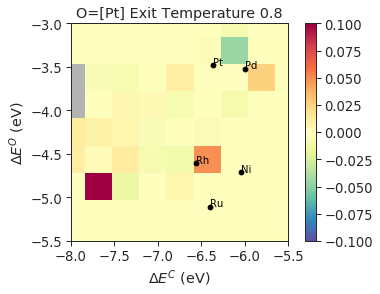 O=[Pt] Exit Temperature 0.8
ΔE^O (eV)
−3.0
−3.5
−4.0
−4.5
−5.0
−5.5
Pt
Pd
Rh
Ni
Ru
−8.0 −7.5 −7.0 −6.5 −6.0 −5.5
ΔE^C (eV)
0.100
0.075
0.050
0.025
0.000
−0.025
−0.050
−0.075
−0.100